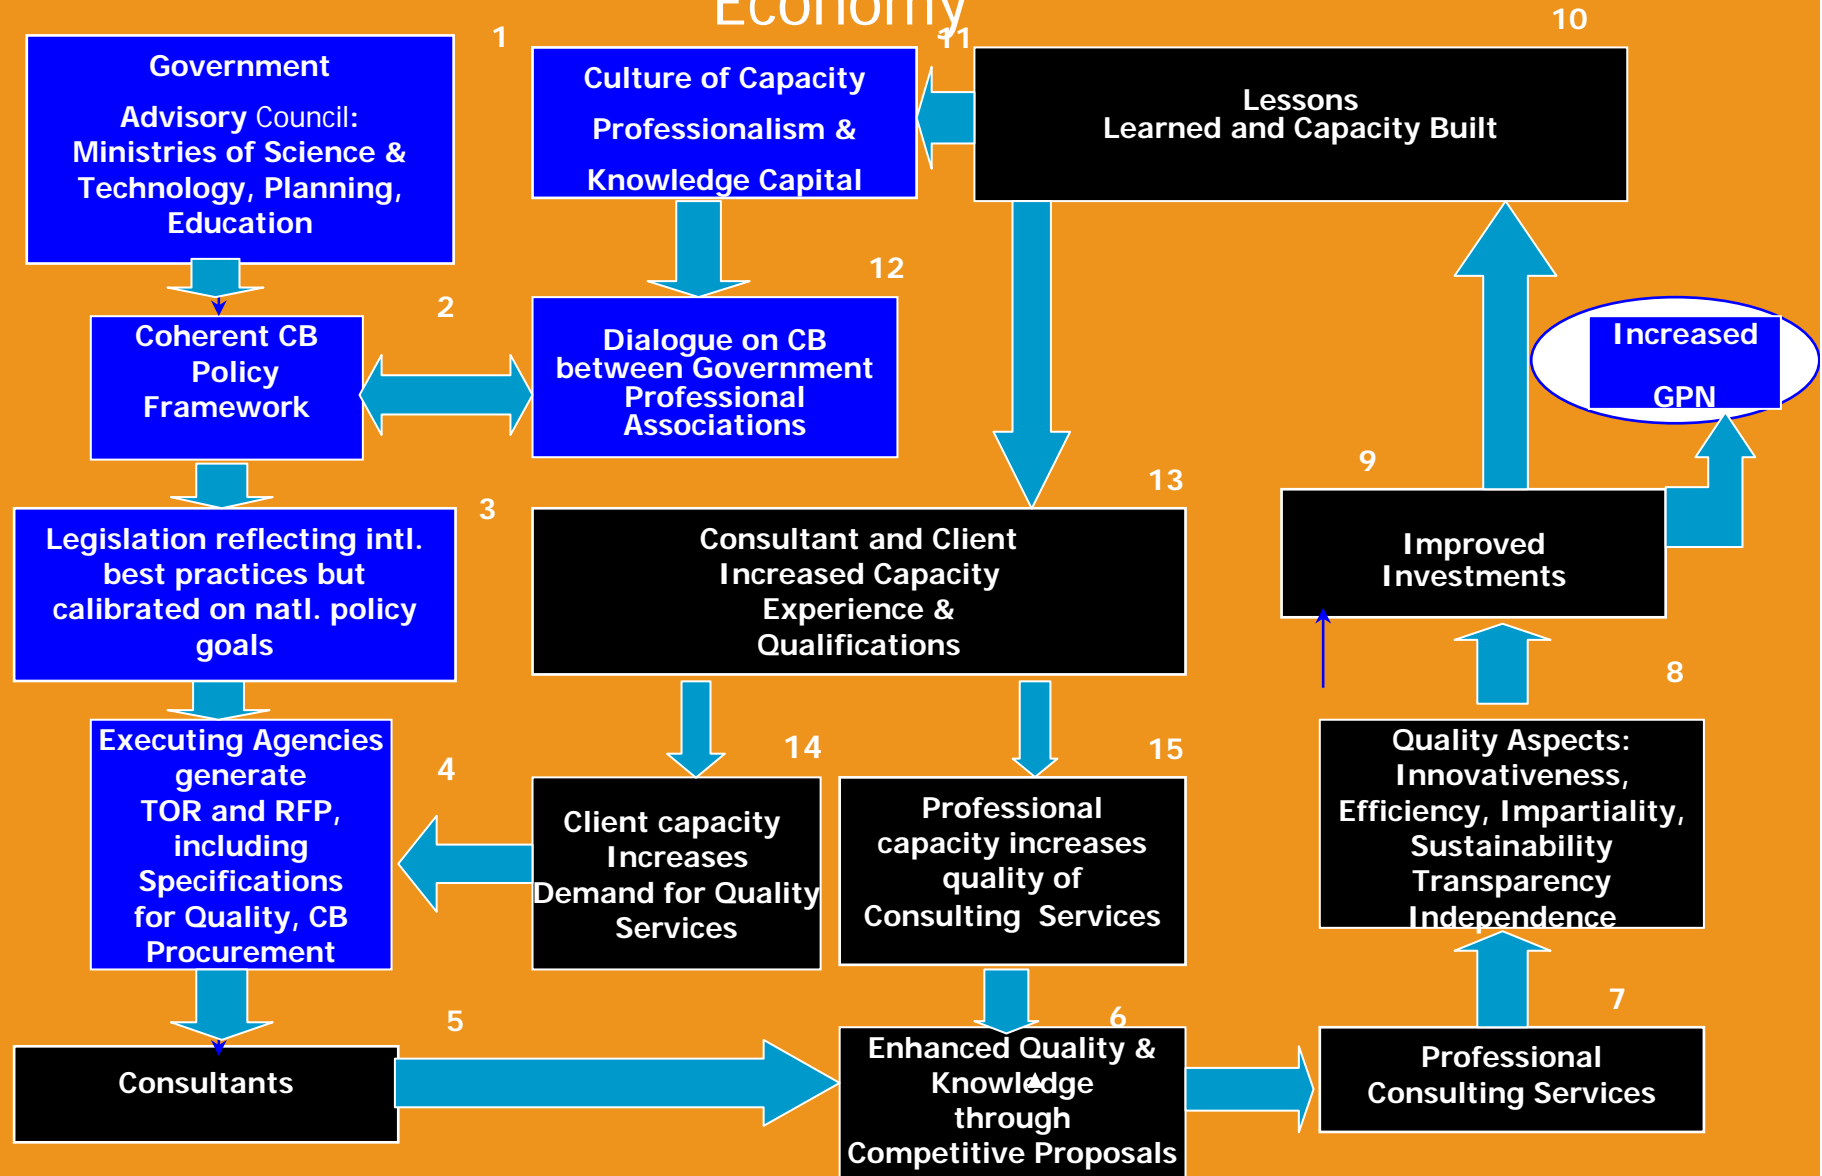 Economy
1
Government
Advisory Council:
Ministries of Science &
Technology, Planning,
Education
11
Culture of Capacity
Professionalism &
Knowledge Capital
10
Lessons
Learned and Capacity Built
2
Coherent CB
Policy
Framework
12
Dialogue on CB
between Government
Professional
Associations
Increased
GPN
3
Legislation reflecting intl.
best practices but
calibrated on natl. policy
goals
13
Consultant and Client
Increased Capacity
Experience &
Qualifications
9
Improved
Investments
4
Executing Agencies
generate
TOR and RFP,
including
Specifications
for Quality, CB
Procurement
14
Client capacity
Increases
Demand for Quality
Services
15
Professional
capacity increases
quality of
Consulting Services
8
Quality Aspects:
Innovativeness,
Efficiency, Impartiality,
Sustainability
Transparency
Independence
5
Consultants
6
Enhanced Quality &
Knowledge
through
Competitive Proposals
7
Professional
Consulting Services